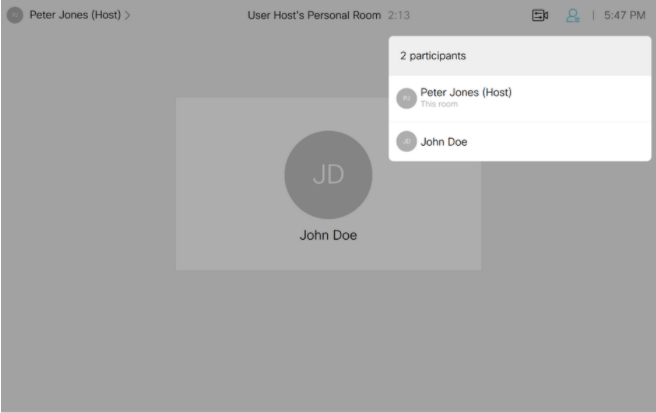 Peter Jones (Host) >
User Host's Personal Room 2:13
5:47 PM
2 participants
PJ
Peter Jones (Host)
This room
JD
John Doe
JD
John Doe